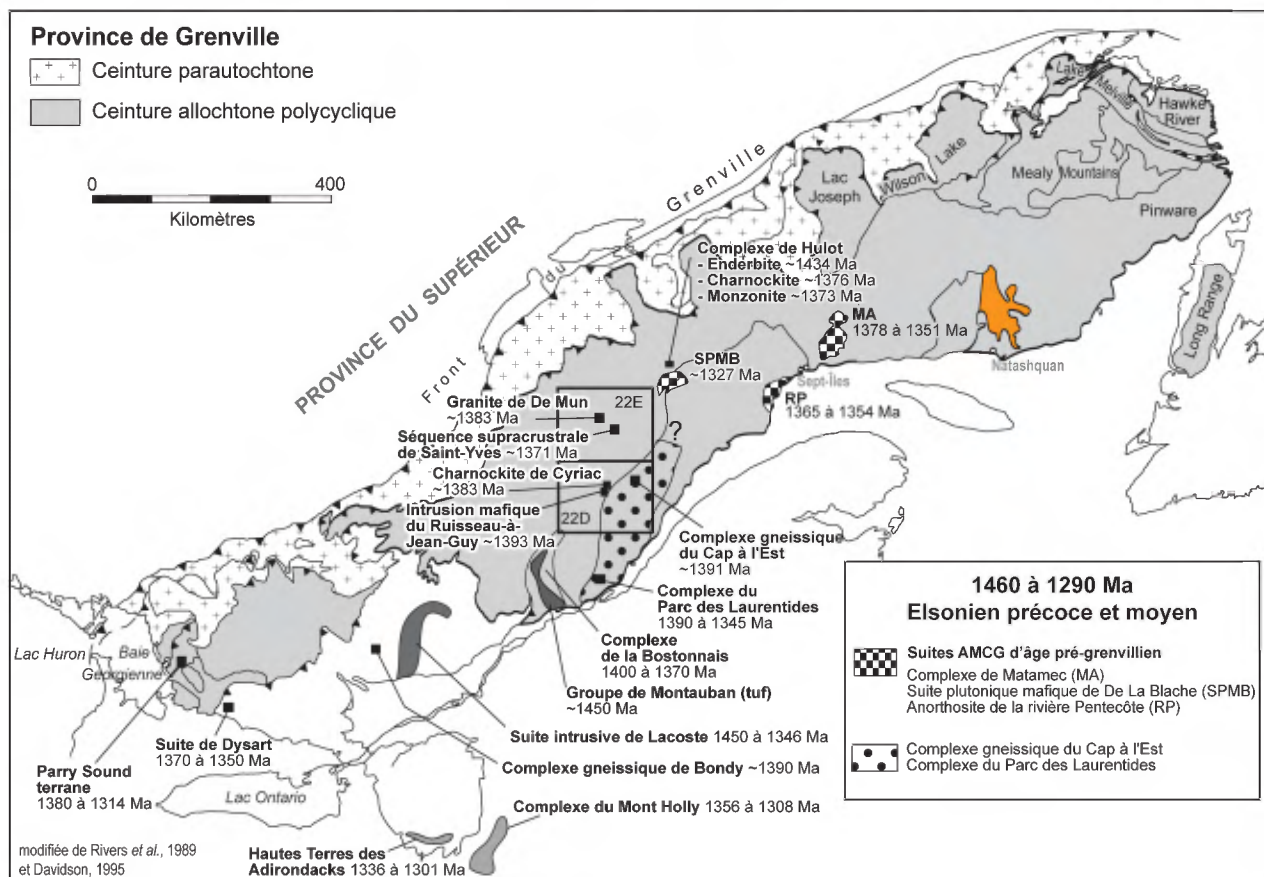 Province de Grenville
Ceinture parautochtone
Ceinture allochtone polycyclique
0
400
Kilomètres
PROVINCE DU SUPÉRIEUR
Front du Grenville
Lake
Melville
Hawke
River
Mealy Mountains
Pinware
Lac
Joseph
Wilson Lake
Long Range
Complexe de Hulot
- Enderbite ~1434 Ma
- Charnockite ~1376 Ma
- Monzonite ~1373 Ma
MA
1378 à 1351 Ma
SPMB
~1327 Ma
Sept-Îles
Natashquan
RP
1365 à 1354 Ma
22E
Granite de De Mun
~1383 Ma
Séquence supracrustrale
de Saint-Yves ~1371 Ma
?
Charnockite de Cyriac
~1383 Ma
Intrusion mafique
du Ruisseau-à-
Jean-Guy ~1393 Ma
22D
Complexe gneissique
du Cap à l'Est
~1391 Ma
Complexe du
Parc des Laurentides
1390 à 1345 Ma
Complexe
de la Bostonnais
1400 à 1370 Ma
Groupe de Montauban (tuf)
~1450 Ma
Suite intrusive de Lacoste 1450 à 1346 Ma
Complexe gneissique de Bondy ~1390 Ma
Complexe du Mont Holly 1356 à 1308 Ma
Hautes Terres des
Adirondacks 1336 à 1301 Ma
Lac Huron
Baie
Géorgienne
Suite de Dysart
1370 à 1350 Ma
Parry Sound
terrane
1380 à 1314 Ma
Lac Ontario
modifiée de Rivers et al., 1989
et Davidson, 1995
1460 à 1290 Ma
Elsonien précoce et moyen
Suites AMCG d'âge pré-grenvillien
Complexe de Matamec (MA)
Suite plutonique mafique de De La Blache (SPMB)
Anorthosite de la rivière Pentecôte (RP)
Complexe gneissique du Cap à l'Est
Complexe du Parc des Laurentides